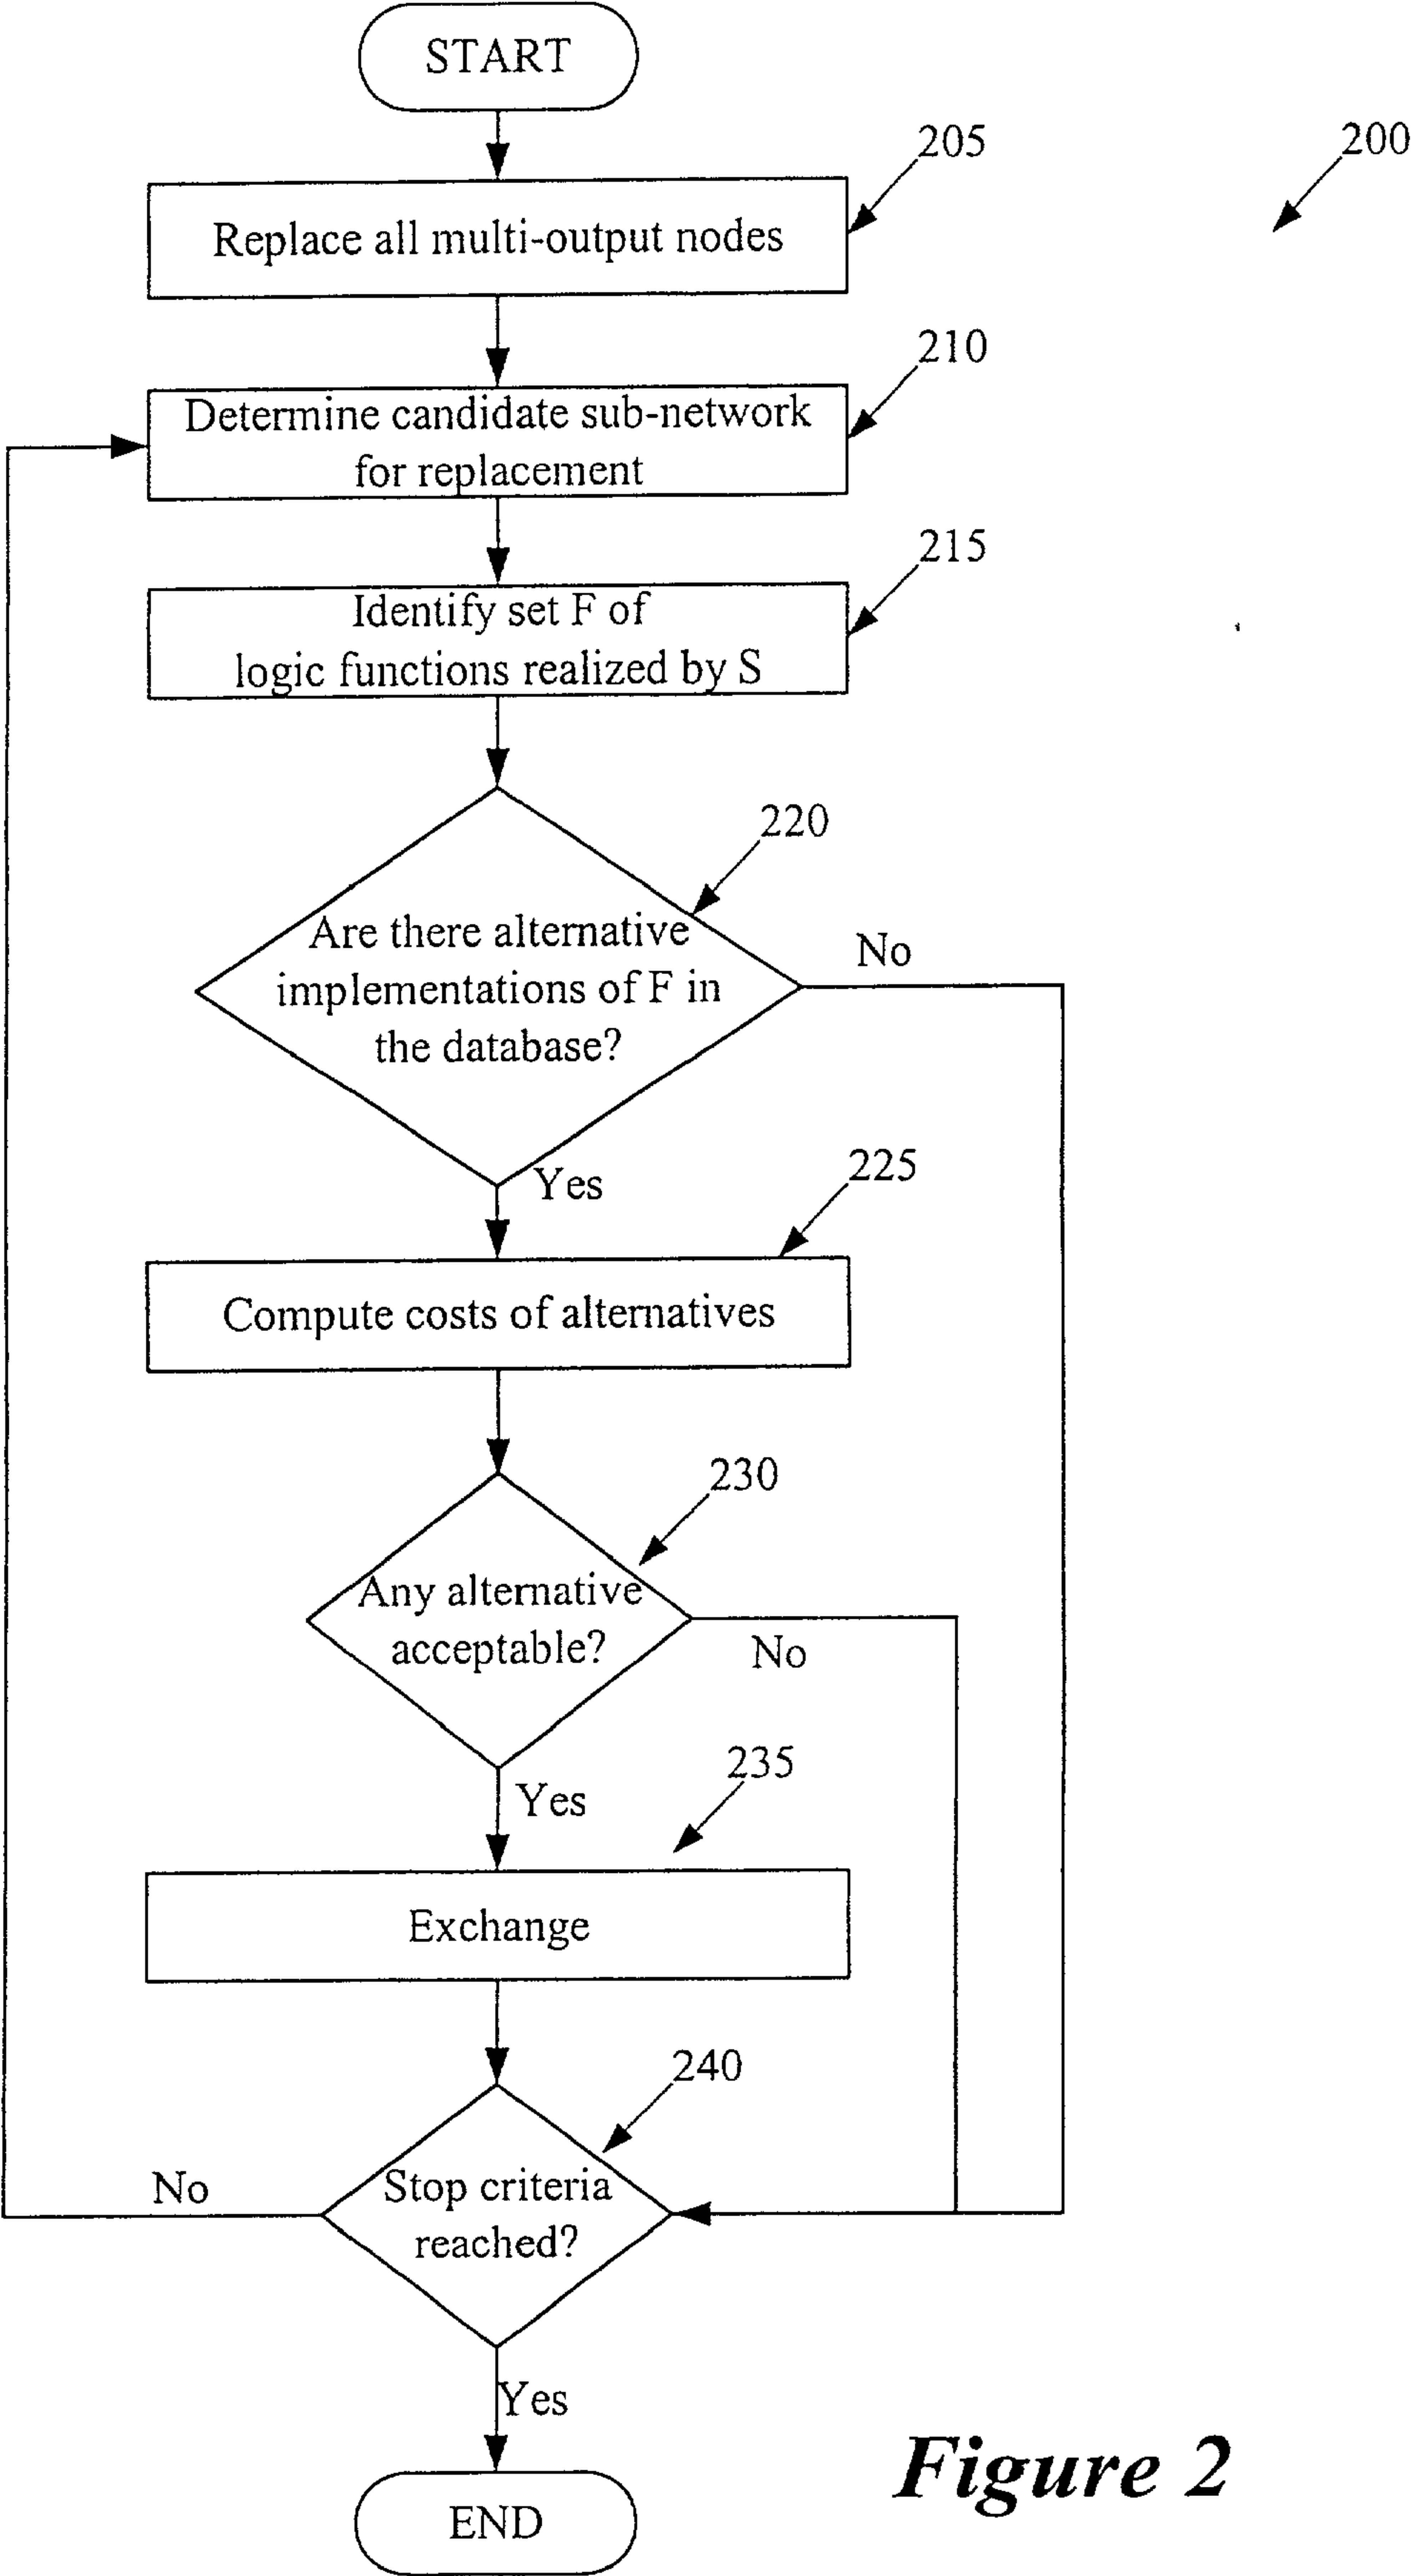 START
205
200
Replace all multi-output nodes
210
Determine candidate sub-network
for replacement
215
Identify set F of
logic functions realized by S
220
Are there alternative
implementations of F in
the database?
No
Yes
225
Compute costs of alternatives
230
Any alternative
acceptable?
No
235
Yes
Exchange
240
Stop criteria
reached?
No
Yes
END
Figure 2